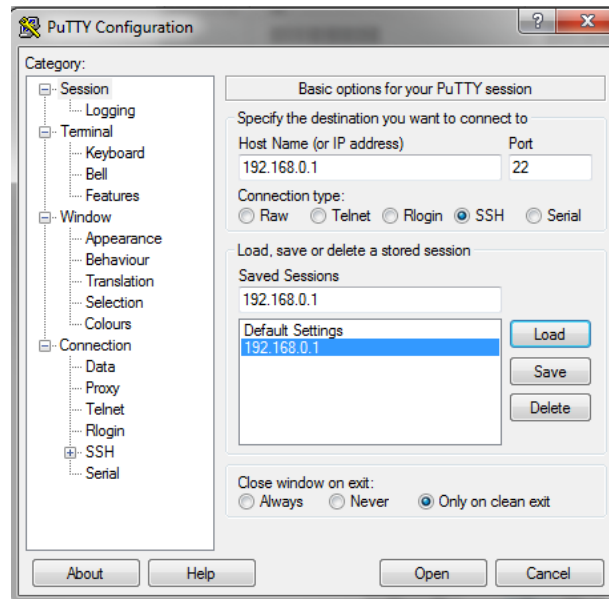 PuTTY Configuration
Category:
Session
Logging
Terminal
Keyboard
Bell
Features
Window
Appearance
Behaviour
Translation
Selection
Colours
Connection
Data
Proxy
Telnet
Rlogin
SSH
Serial
Basic options for your PuTTY session
Specify the destination you want to connect to
Host Name (or IP address) Port
192.168.0.1 22
Connection type:
Raw Telnet Rlogin SSH Serial
Load, save or delete a stored session
Saved Sessions
192.168.0.1
Default Settings
192.168.0.1
Load
Save
Delete
Close window on exit:
Always Never Only on clean exit
About Help Open Cancel